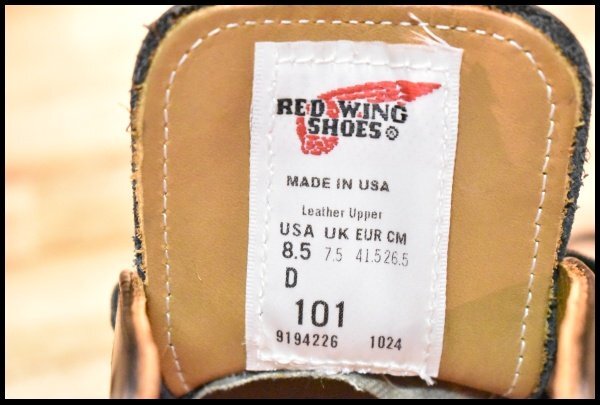 RED WING
SHOES®
MADE IN USA
Leather Upper
USA UK EUR CM
8.5 7.5 41.5 26.5
D
101
9194226 1024